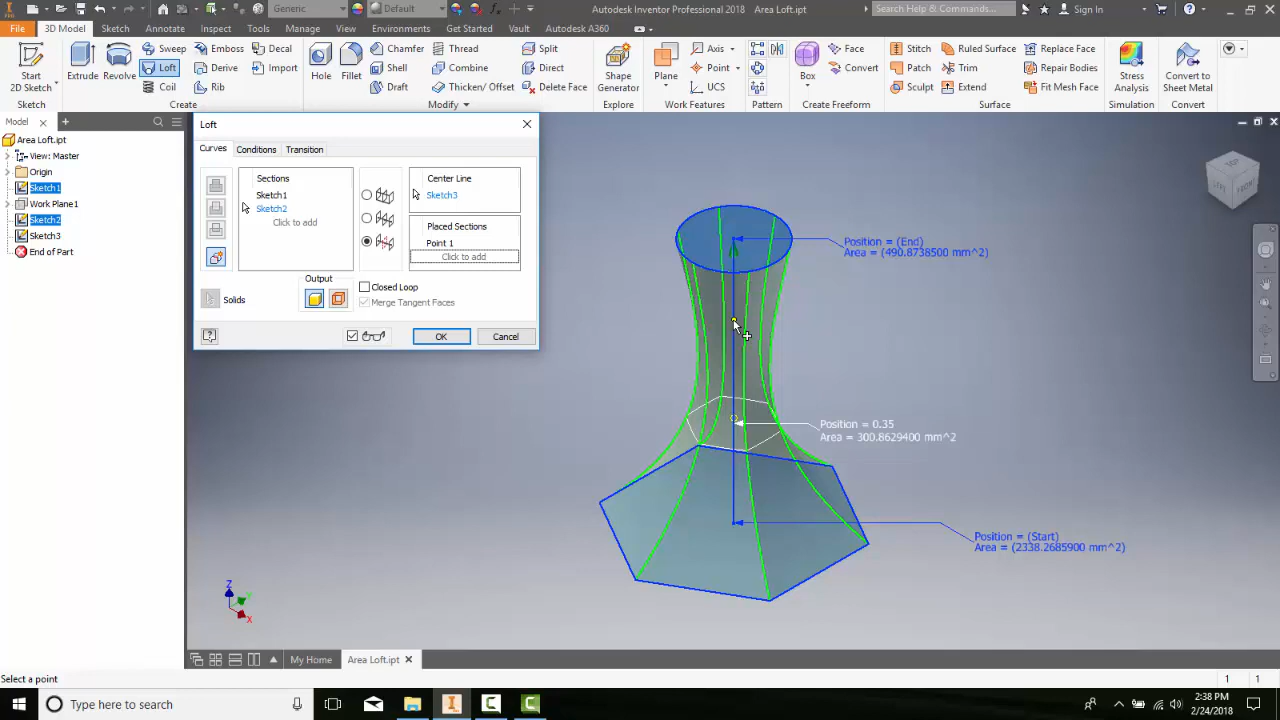 Generic
Default
Autodesk Inventor Professional 2018 Area Loft.ipt
Search Help & Commands...
Sign In
File
3D Model
Sketch
Annotate
Inspect
Tools
Manage
View
Environments
Get Started
Vault
Autodesk A360
Start
2D Sketch
Extrude
Revolve
Sweep
Loft
Coil
Emboss
Derive
Rib
Decal
Import
Hole
Fillet
Chamfer
Shell
Draft
Thread
Combine
Thicken/ Offset
Split
Direct
Delete Face
Shape
Generator
Plane
Axis
Point
UCS
Box
Face
Convert
Stitch
Patch
Sculpt
Ruled Surface
Trim
Extend
Replace Face
Repair Bodies
Fit Mesh Face
Stress
Analysis
Convert to
Sheet Metal
Sketch
Create
Modify
Explore
Work Features
Pattern
Create Freeform
Surface
Simulation
Convert
Model
Area Loft.ipt
View: Master
Origin
Sketch1
Work Plane1
Sketch2
Sketch3
End of Part
Loft
Curves
Conditions
Transition
Sections
Sketch1
Sketch2
Click to add
Center Line
Sketch3
Placed Sections
Point 1
Click to add
Output
Solids
Closed Loop
Merge Tangent Faces
OK
Cancel
TOP
LEFT
FRONT
Position = (End)
Area = (490.8738500 mm^2)
Position = 0.35
Area = 300.8629400 mm^2
Position = (Start)
Area = (2338.2685900 mm^2)
Z
Y
X
My Home
Area Loft.ipt
Select a point
1
1
Type here to search
2:38 PM
2/24/2018